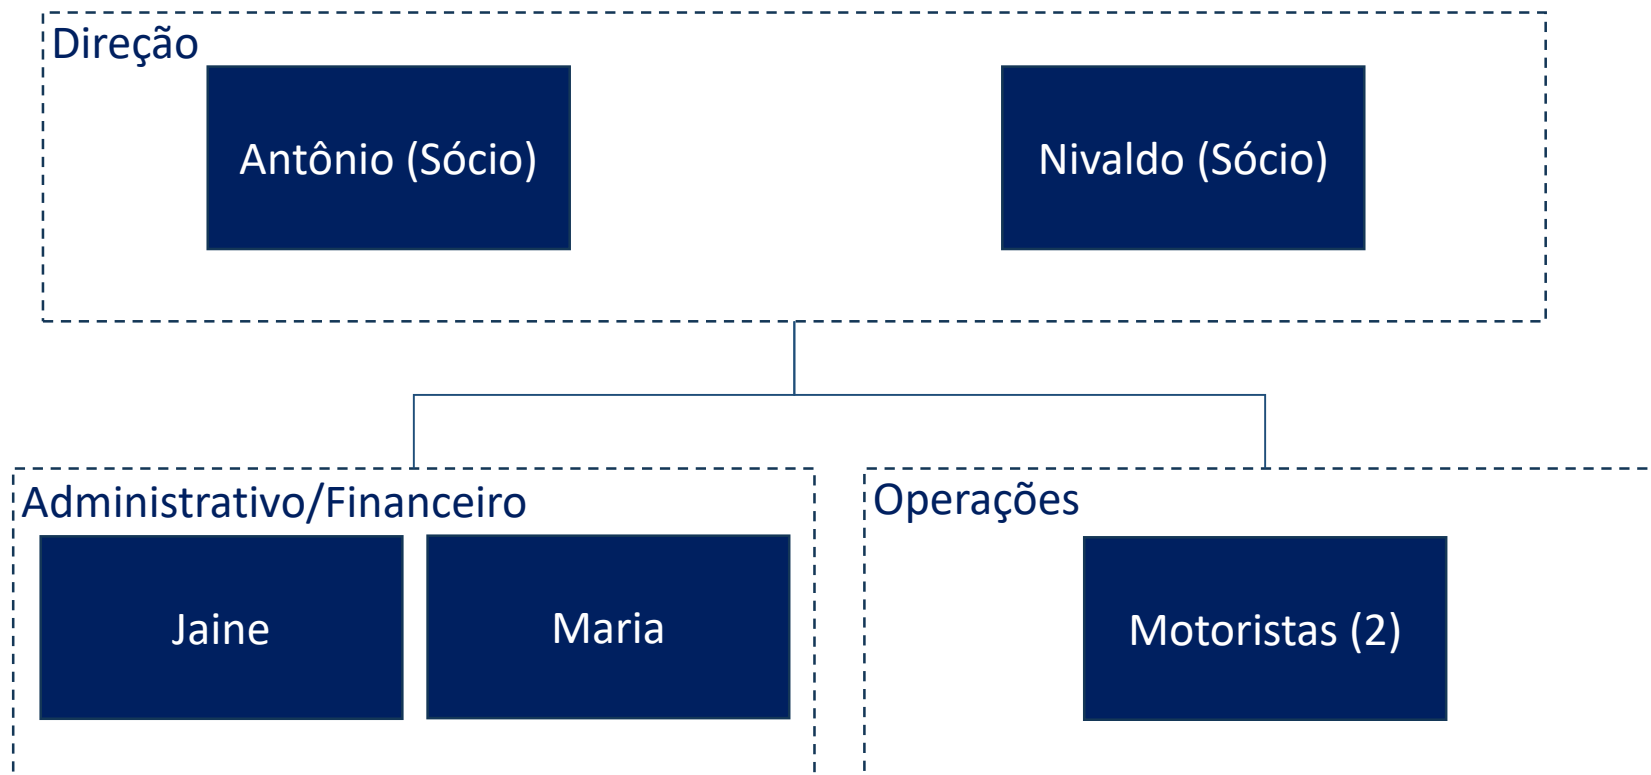 Direção
Antônio (Sócio)
Nivaldo (Sócio)
Administrativo/Financeiro
Jaine
Maria
Operações
Motoristas (2)